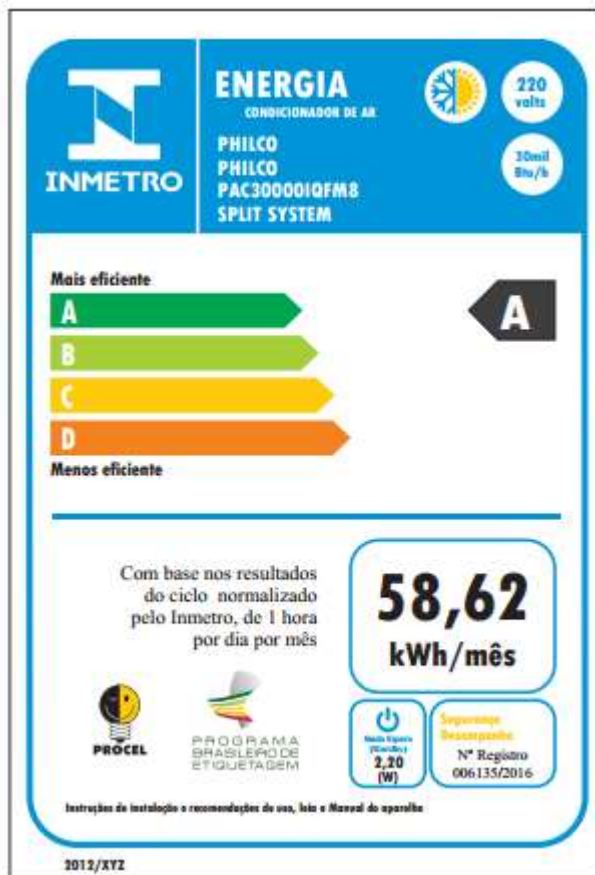 INMETRO
ENERGIA
CONDICIONADOR DE AR
PHILCO
PHILCO
PAC30000IQFM8
SPLIT SYSTEM
220
volts
30mil
Btu/h
Mais eficiente
A
A
B
C
D
Menos eficiente
Com base nos resultados
do ciclo normalizado
pelo Inmetro, de 1 hora
por dia por mês
58,62
kWh/mês
PROCEL
PROGRAMA
BRASILEIRO DE
ETIQUETAGEM
Modo Espera
2,20
(W)
Segurança
Desempenho
Nº Registro
006135/2016
Instruções de instalação e recomendações de uso, leia o Manual do aparelho
2012/XYZ